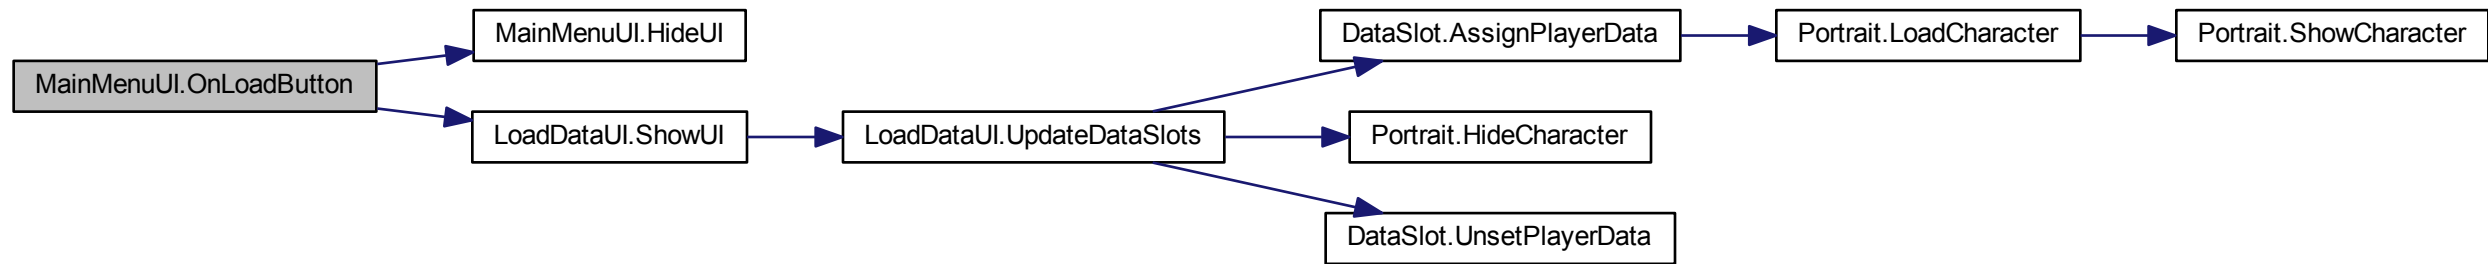 MainMenuUI.OnLoadButton
MainMenuUI.HideUI
LoadDataUI.ShowUI
LoadDataUI.UpdateDataSlots
DataSlot.AssignPlayerData
Portrait.LoadCharacter
Portrait.ShowCharacter
Portrait.HideCharacter
DataSlot.UnsetPlayerData